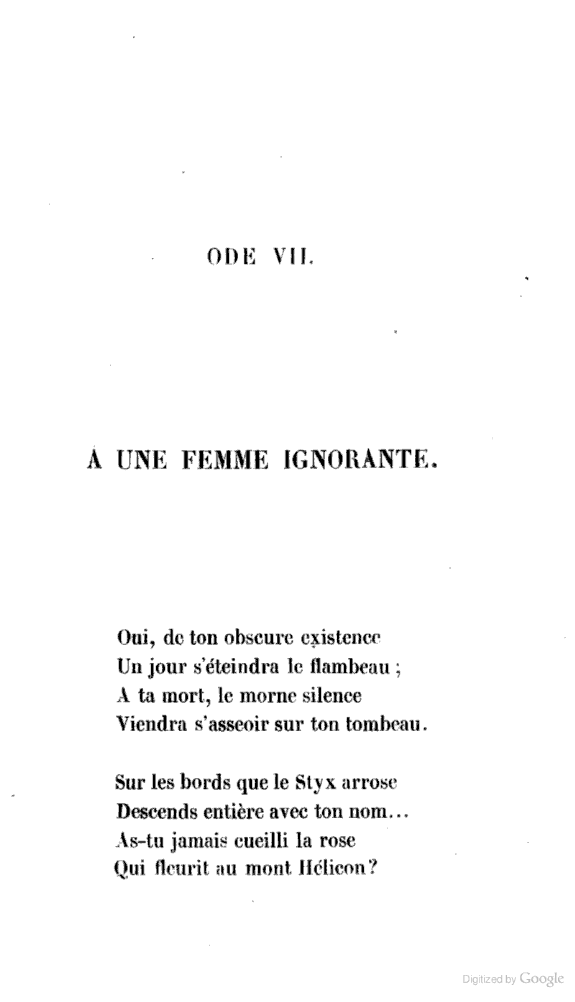 ODE VII.
À UNE FEMME IGNORANTE.
Oui, de ton obscure existence
Un jour s'éteindra le flambeau ;
A ta mort, le morne silence
Viendra s'asseoir sur ton tombeau.
Sur les bords que le Styx arrose
Descends entière avec ton nom...
As-tu jamais cueilli la rose
Qui fleurit au mont Hélicon?
Digitized by Google